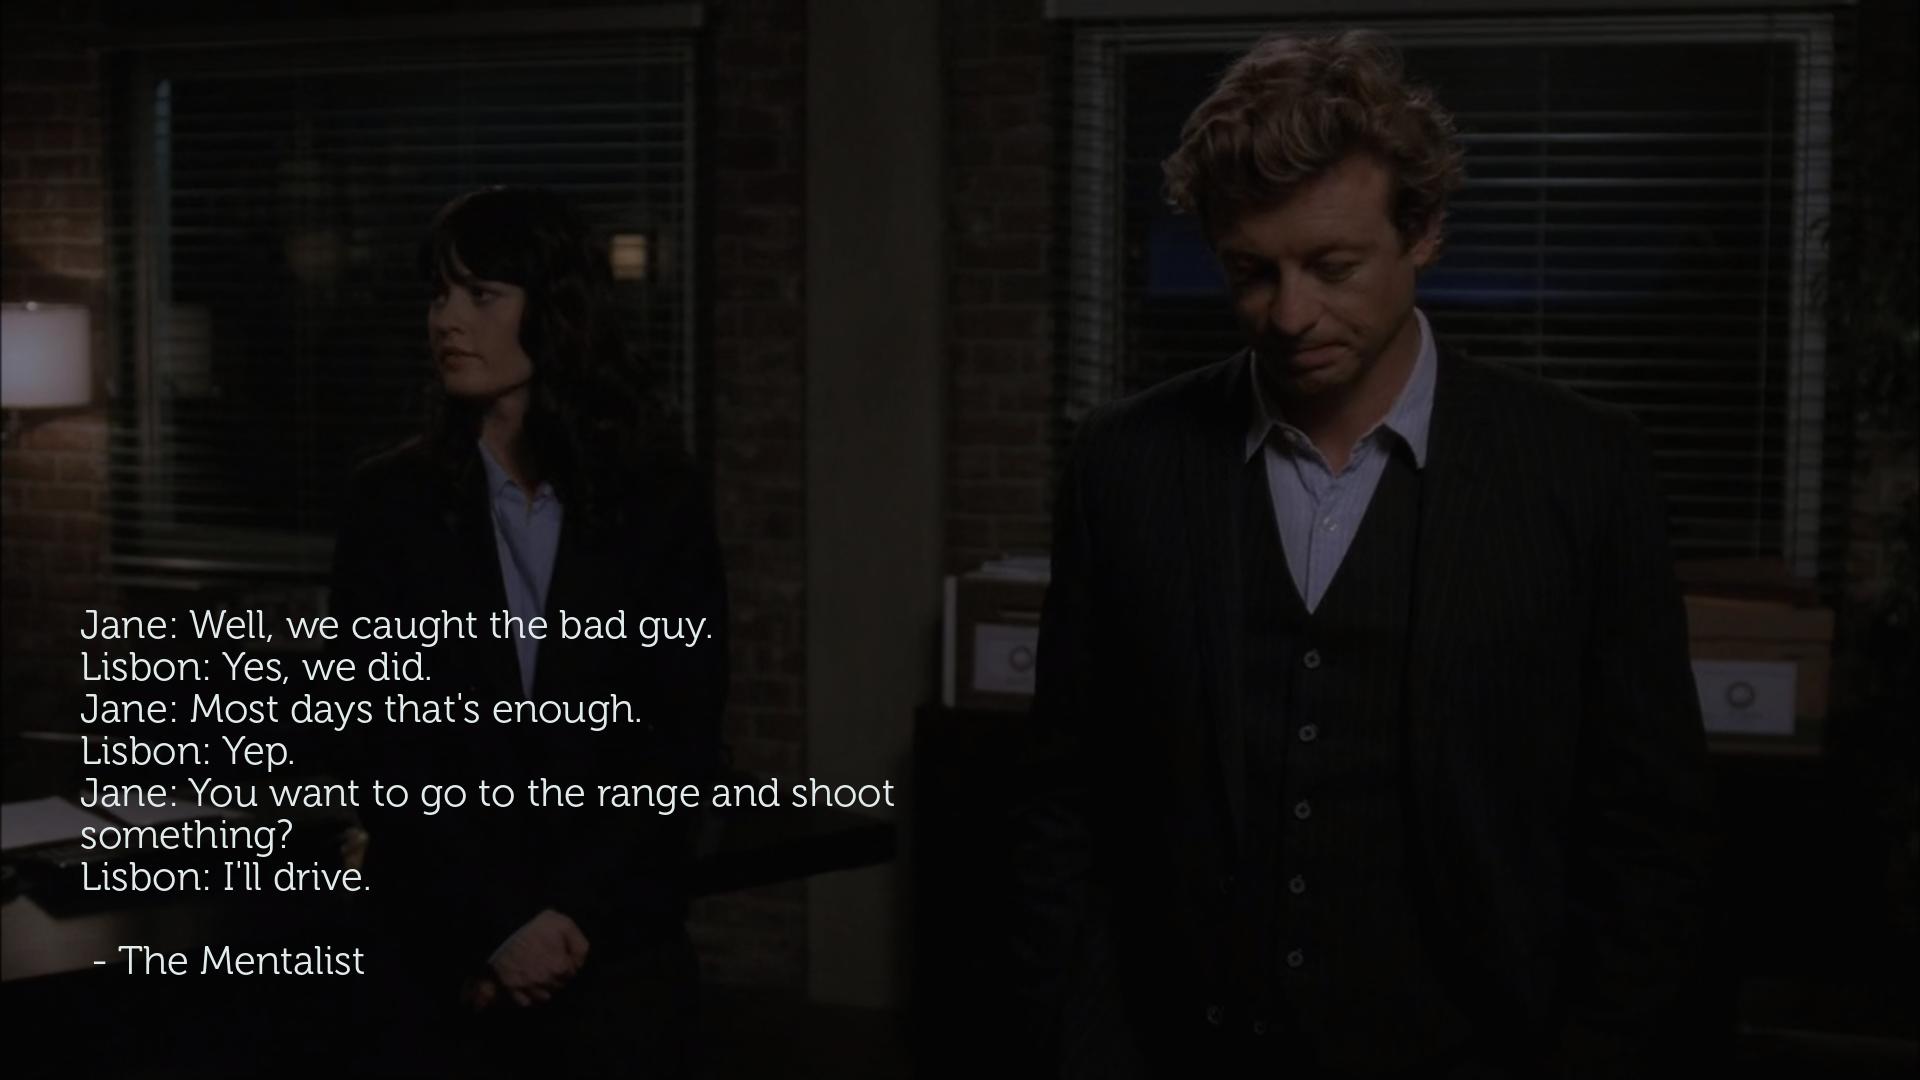 Jane: Well, we caught the bad guy.
Lisbon: Yes, we did.
Jane: Most days that's enough.
Lisbon: Yep.
Jane: You want to go to the range and shoot
something?
Lisbon: I'll drive.
- The Mentalist